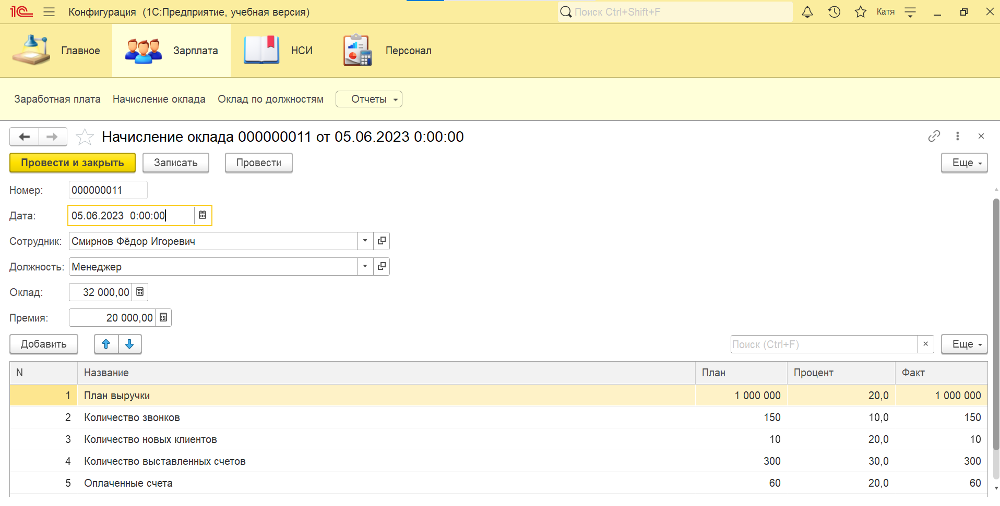 1С Конфигурация (1С:Предприятие, учебная версия) Поиск Ctrl+Shift+F Катя
Главное Зарплата НСИ Персонал
Заработная плата Начисление оклада Оклад по должностям Отчеты
Начисление оклада 000000011 от 05.06.2023 0:00:00
Провести и закрыть Записать Провести Еще
Номер: 000000011
Дата: 05.06.2023 0:00:00
Сотрудник: Смирнов Фёдор Игоревич
Должность: Менеджер
Оклад: 32 000,00
Премия: 20 000,00
Добавить Поиск (Ctrl+F) × Еще
N Название План Процент Факт
1 План выручки 1 000 000 20,0 1 000 000
2 Количество звонков 150 10,0 150
3 Количество новых клиентов 10 20,0 10
4 Количество выставленных счетов 300 30,0 300
5 Оплаченные счета 60 20,0 60